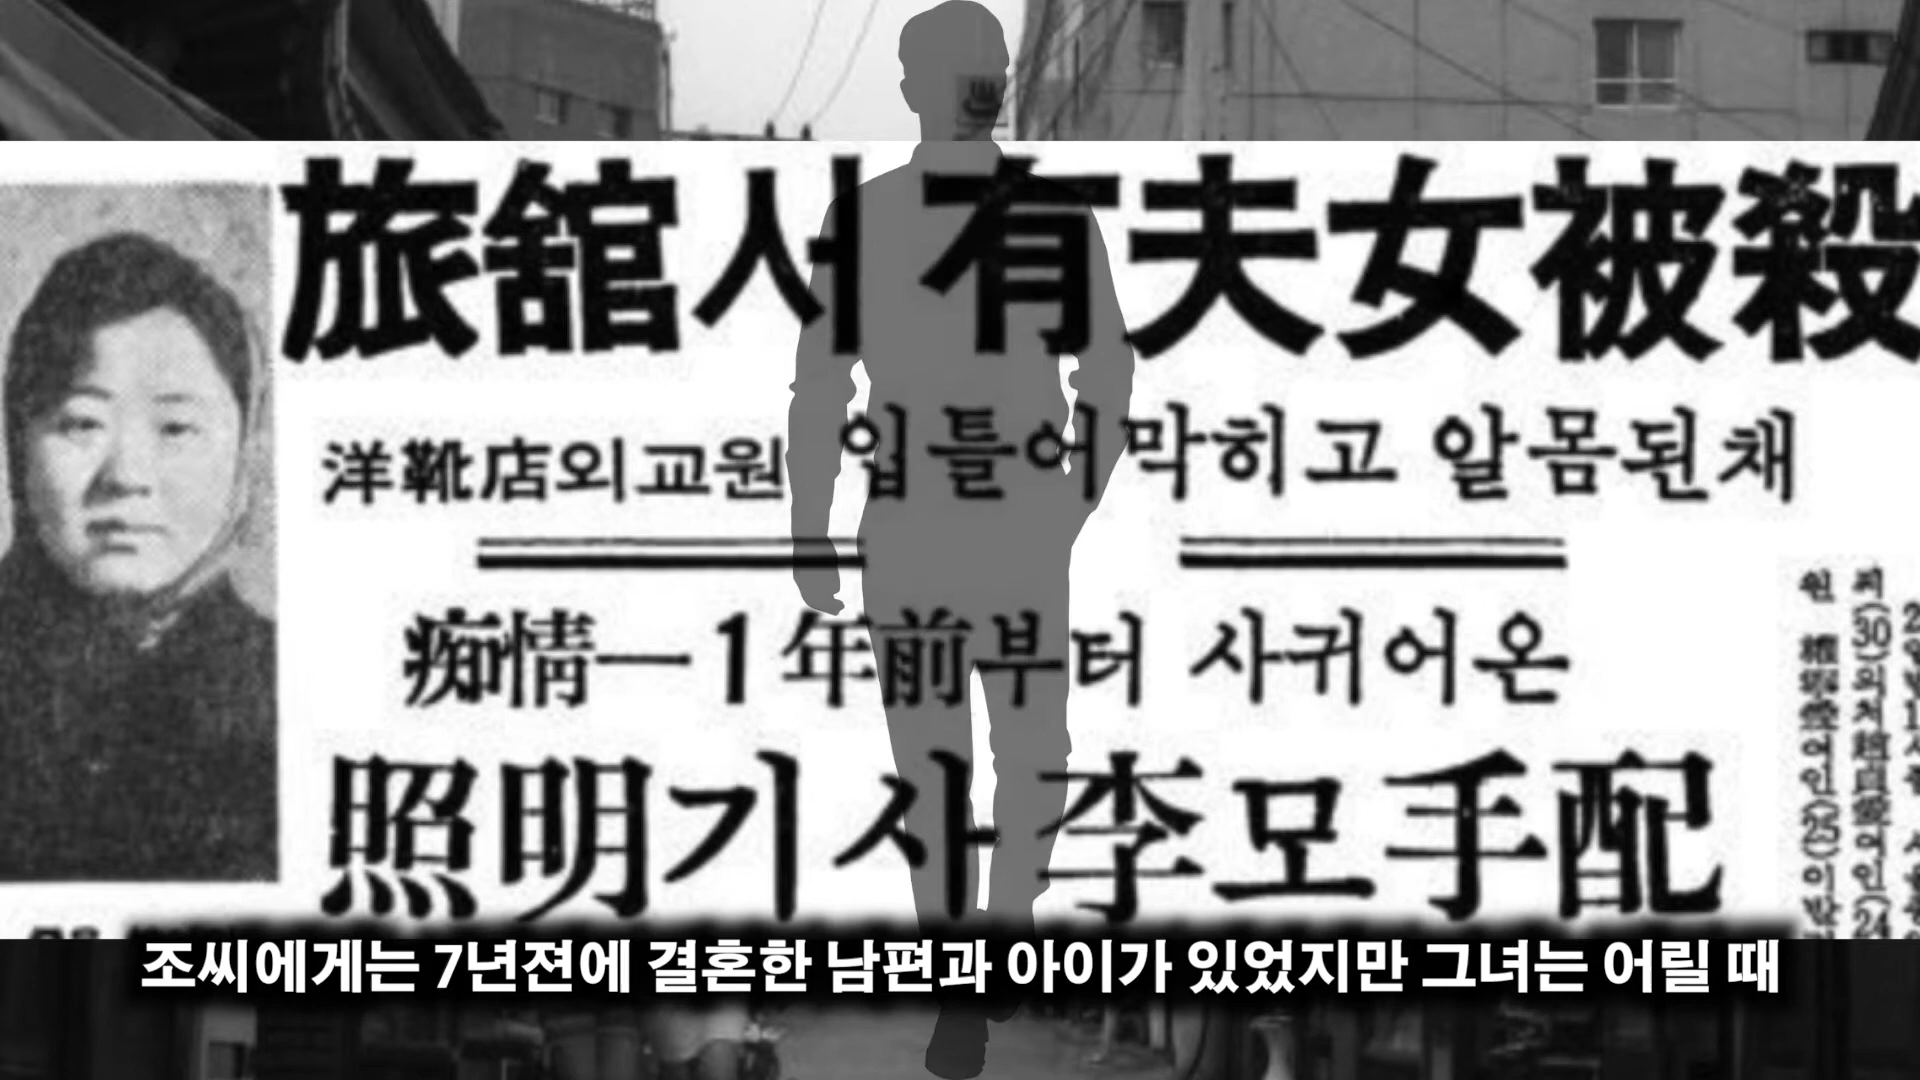 旅舘서 有夫女被殺
洋靴店외교원 입틀어막히고 알몸된채
痴情—1年前부터 사귀어온
照明기사 李모手配
조씨에게는 7년젼에 결혼한 남편과 아이가 있었지만 그녀는 어릴 때